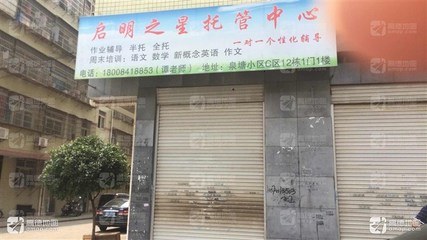 启明之星托管中心
一对一个性化辅导
作业辅导 半托 全托
周末培训：语文 数学 新概念英语 作文
电话：18008418853（谭老师） 地址：泉塘小区C区12栋1门1楼